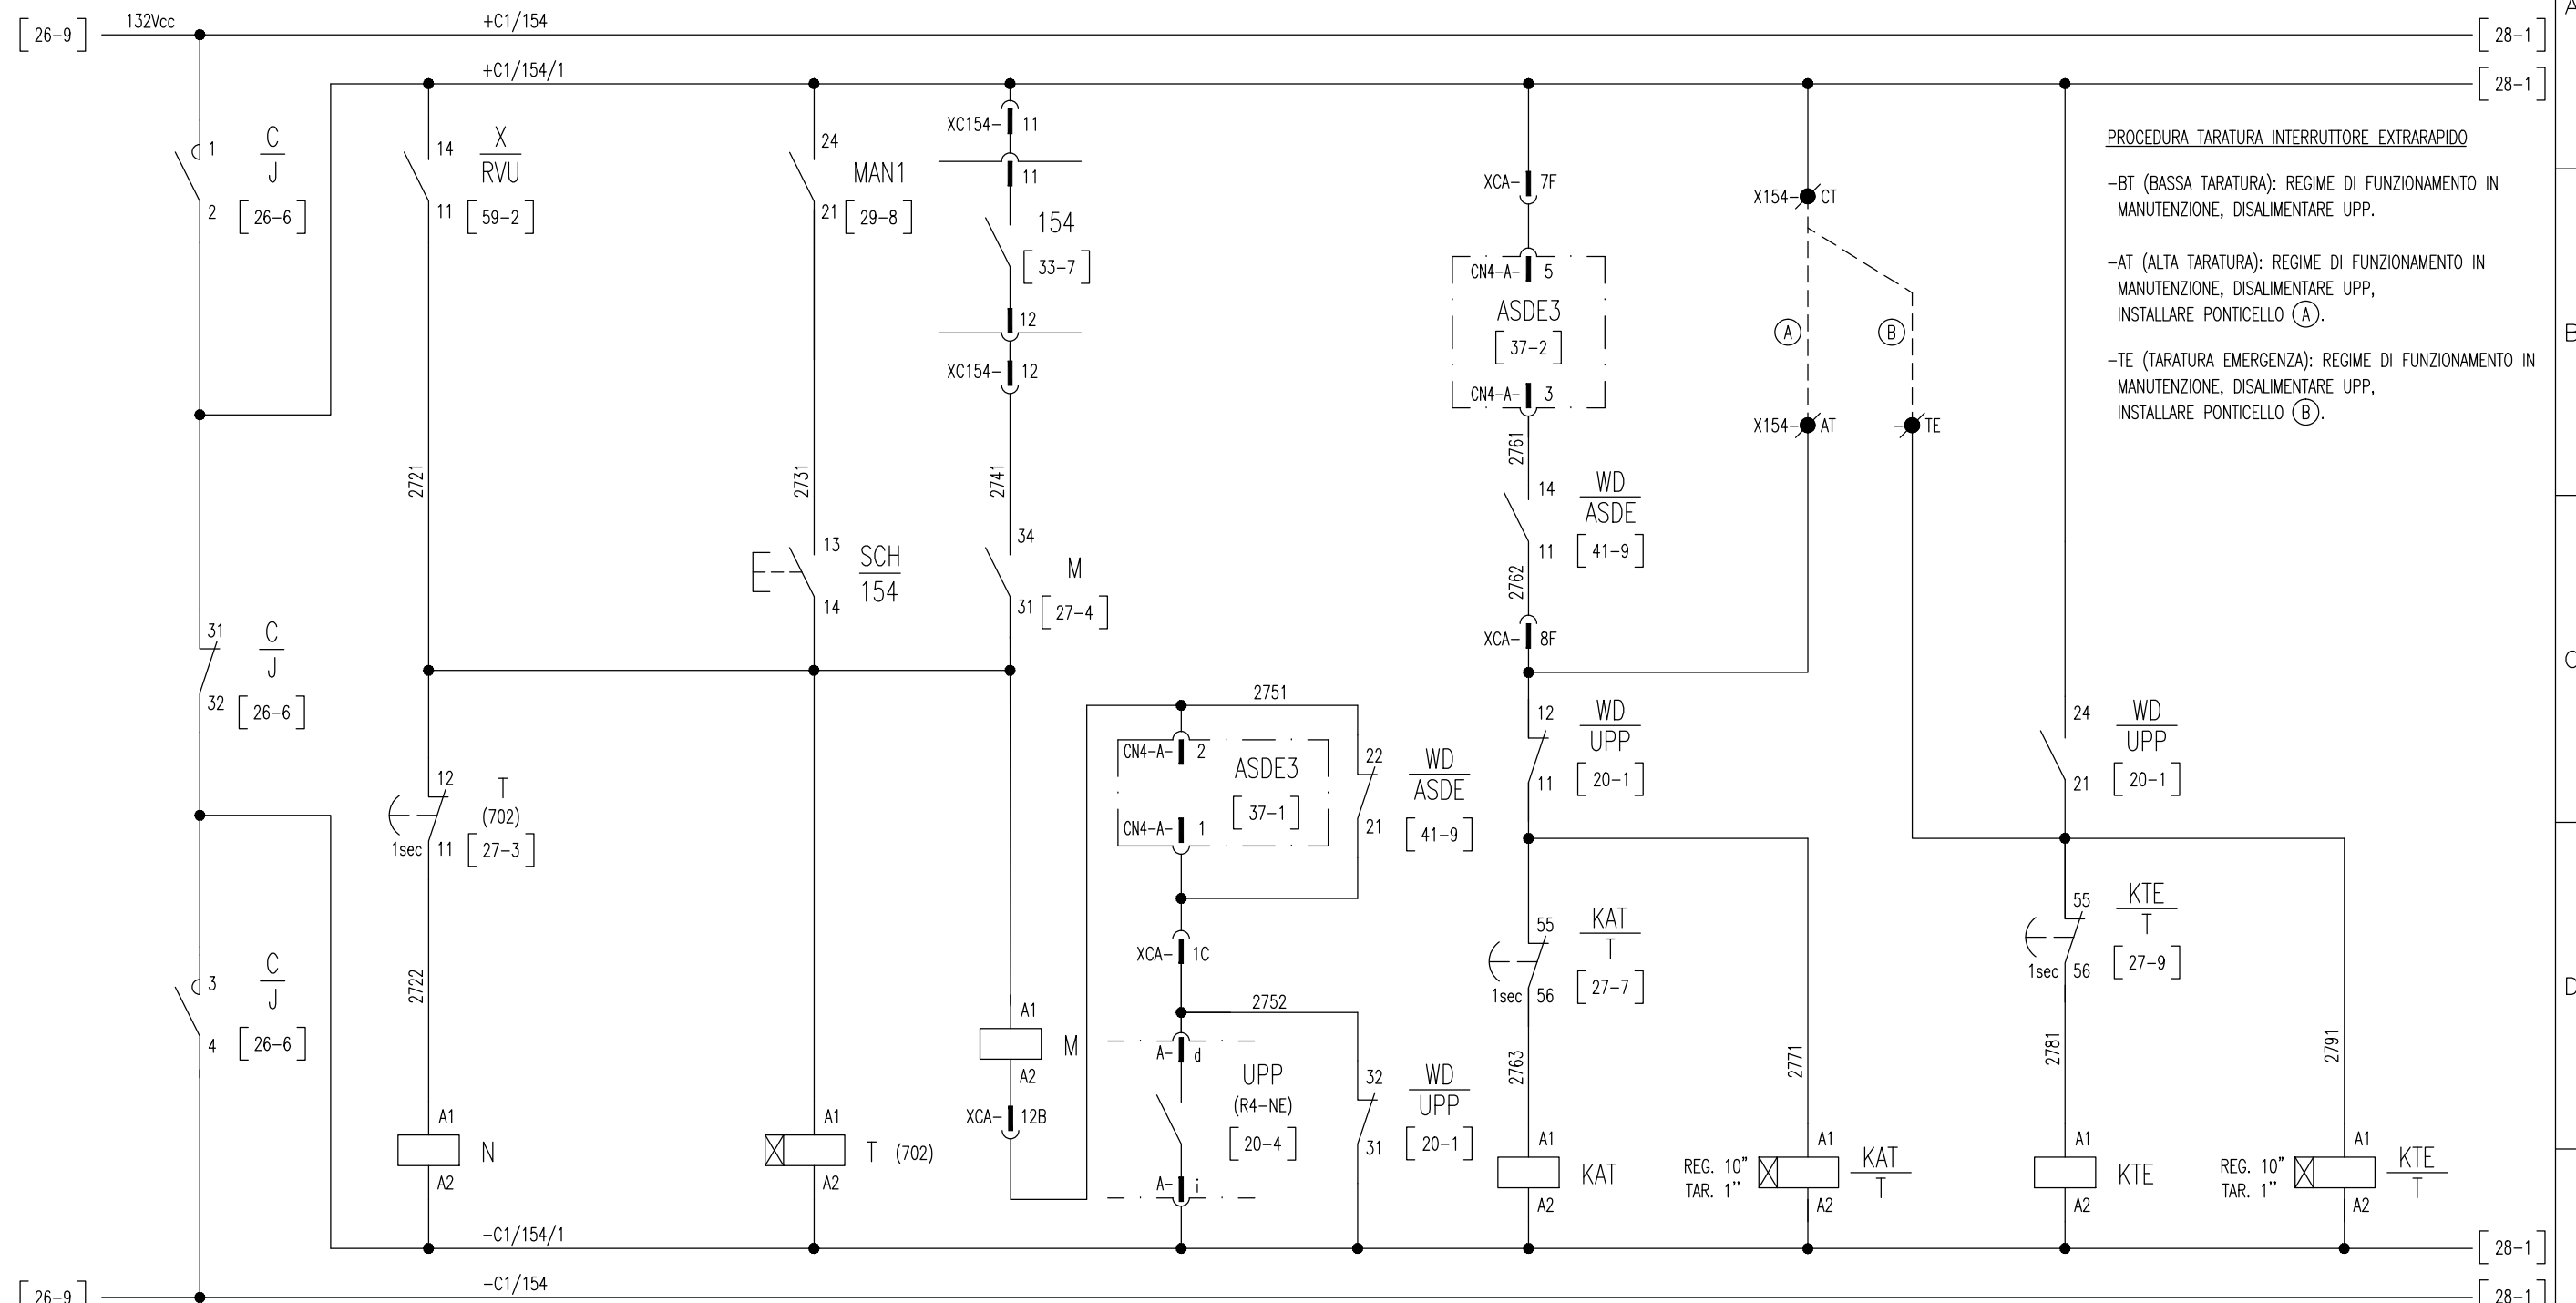 132Vcc
+C1/154
[26-9]
[28-1]
+C1/154/1
[28-1]
A
1
C
J
2
[26-6]
14
X
RVU
11
[59-2]
24
MAN1
21
[29-8]
XC154-
11
11
154
[33-7]
12
XC154-
12
XCA-
7F
CN4-A-
5
ASDE3
[37-2]
CN4-A-
3
X154-
CT
A
B
X154-
AT
-
TE
PROCEDURA TARATURA INTERRUTTORE EXTRARAPIDO
-BT (BASSA TARATURA): REGIME DI FUNZIONAMENTO IN
MANUTENZIONE, DISALIMENTARE UPP.
-AT (ALTA TARATURA): REGIME DI FUNZIONAMENTO IN
MANUTENZIONE, DISALIMENTARE UPP,
INSTALLARE PONTICELLO (A).
-TE (TARATURA EMERGENZA): REGIME DI FUNZIONAMENTO IN
MANUTENZIONE, DISALIMENTARE UPP,
INSTALLARE PONTICELLO (B).
B
2721
2731
2741
2761
13
SCH
154
14
34
M
31
[27-4]
14
WD
ASDE
11
[41-9]
2762
XCA-
8F
31
C
J
32
[26-6]
C
2751
12
WD
UPP
11
[20-1]
24
WD
UPP
21
[20-1]
12
T
(702)
1sec
11
[27-3]
CN4-A-
2
ASDE3
[37-1]
CN4-A-
1
22
WD
ASDE
21
[41-9]
3
C
J
4
[26-6]
2722
XCA-
1C
2752
55
KAT
T
1sec
56
[27-7]
55
KTE
T
1sec
56
[27-9]
D
A1
M
A2
XCA-
12B
A-
d
UPP
(R4-NE)
[20-4]
A-
i
32
WD
UPP
31
[20-1]
2763
2771
2781
2791
A1
N
A2
A1
T (702)
A2
A1
KAT
A2
REG. 10"
TAR. 1''
A1
KAT
T
A2
A1
KTE
A2
REG. 10"
TAR. 1''
A1
KTE
T
A2
-C1/154/1
[28-1]
-C1/154
[26-9]
[28-1]